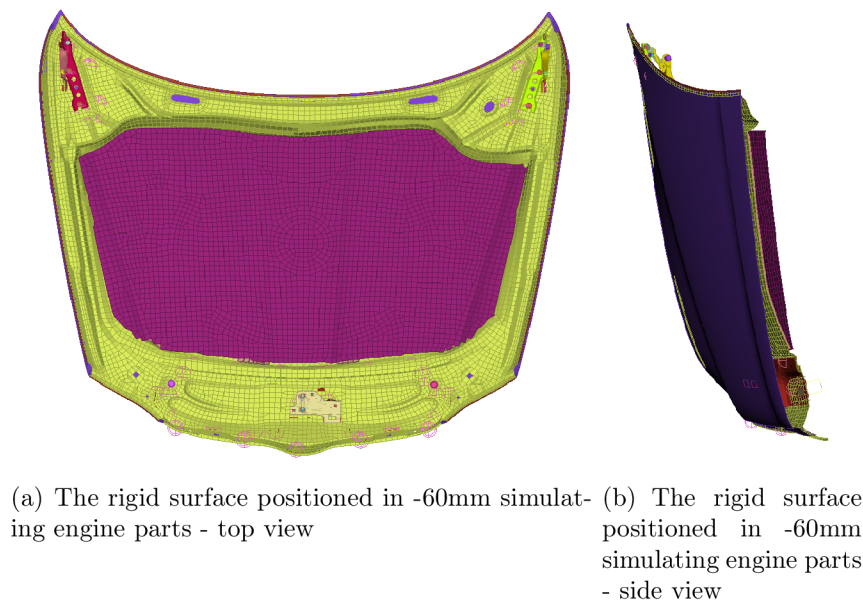 (a) The rigid surface positioned in -60mm simulat-
ing engine parts - top view
(b) The rigid surface
positioned in -60mm
simulating engine parts
- side view